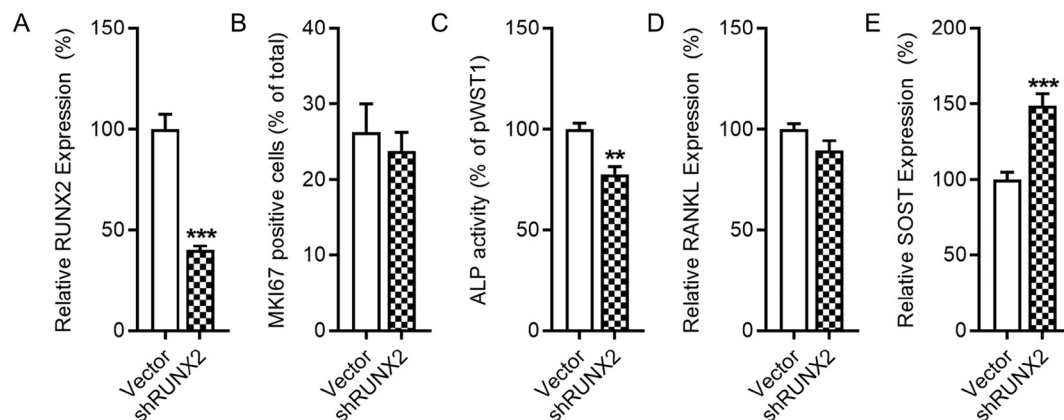 A
Relative RUNX2 Expression (%)
150
100
50
0
***
Vector
shRUNX2
B
MKI67 positive cells (% of total)
40
30
20
10
0
Vector
shRUNX2
C
ALP activity (% of pWST1)
150
100
50
0
**
Vector
shRUNX2
D
Relative RANKL Expression (%)
150
100
50
0
Vector
shRUNX2
E
Relative SOST Expression (%)
200
150
100
50
0
***
Vector
shRUNX2